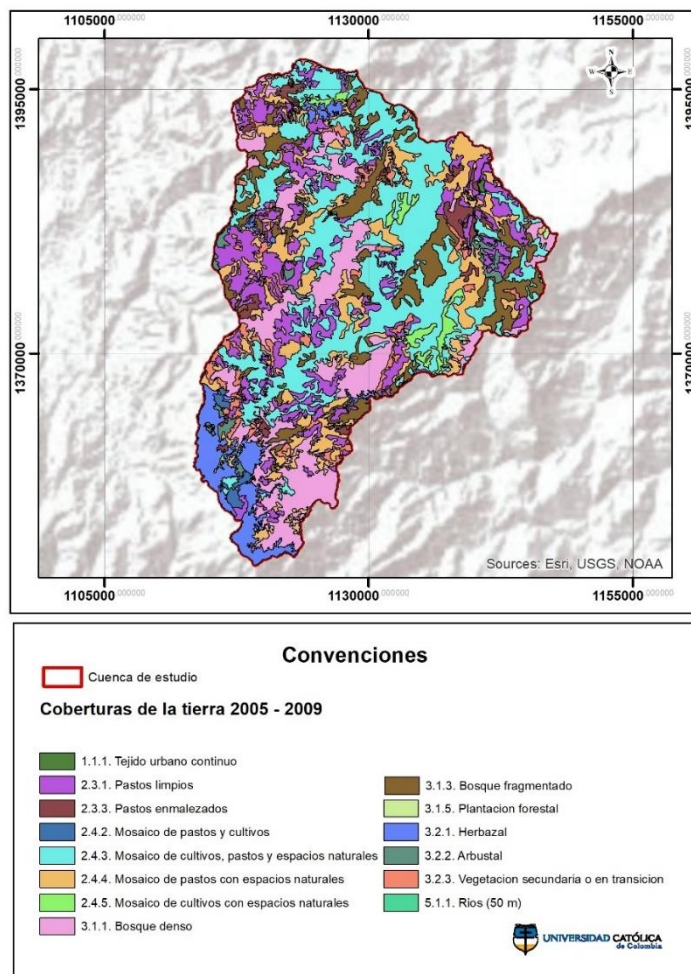 1105000.000000 1130000.000000 1155000.000000
N
W E
S
1395000.000000 1395000.000000
1370000.000000 1370000.000000
Sources: Esri, USGS, NOAA
1105000.000000 1130000.000000 1155000.000000
Convenciones
Cuenca de estudio
Coberturas de la tierra 2005 - 2009
1.1.1. Tejido urbano continuo
2.3.1. Pastos limpios
2.3.3. Pastos enmalezados
2.4.2. Mosaico de pastos y cultivos
2.4.3. Mosaico de cultivos, pastos y espacios naturales
2.4.4. Mosaico de pastos con espacios naturales
2.4.5. Mosaico de cultivos con espacios naturales
3.1.1. Bosque denso
3.1.3. Bosque fragmentado
3.1.5. Plantacion forestal
3.2.1. Herbazal
3.2.2. Arbustal
3.2.3. Vegetacion secundaria o en transicion
5.1.1. Rios (50 m)
UNIVERSIDAD CATÓLICA
de Colombia